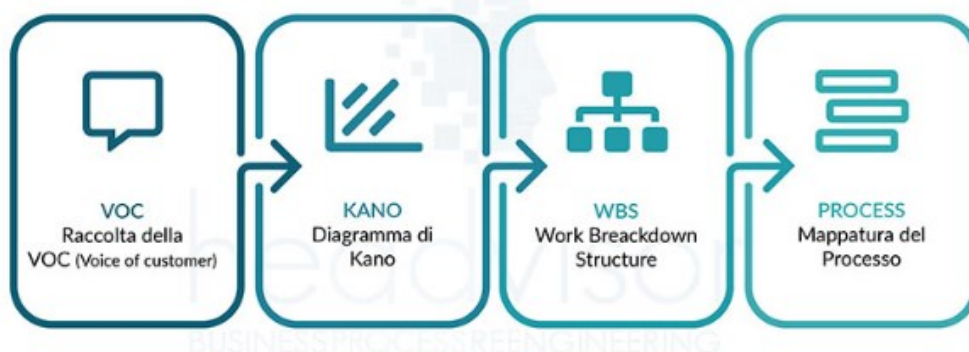 VOC
Raccolta della
VOC (Voice of customer)
KANO
Diagramma di
Kano
WBS
Work Breackdown
Structure
PROCESS
Mappatura del
Processo
headvisor
BUSINESS PROCESS REENGINEERING